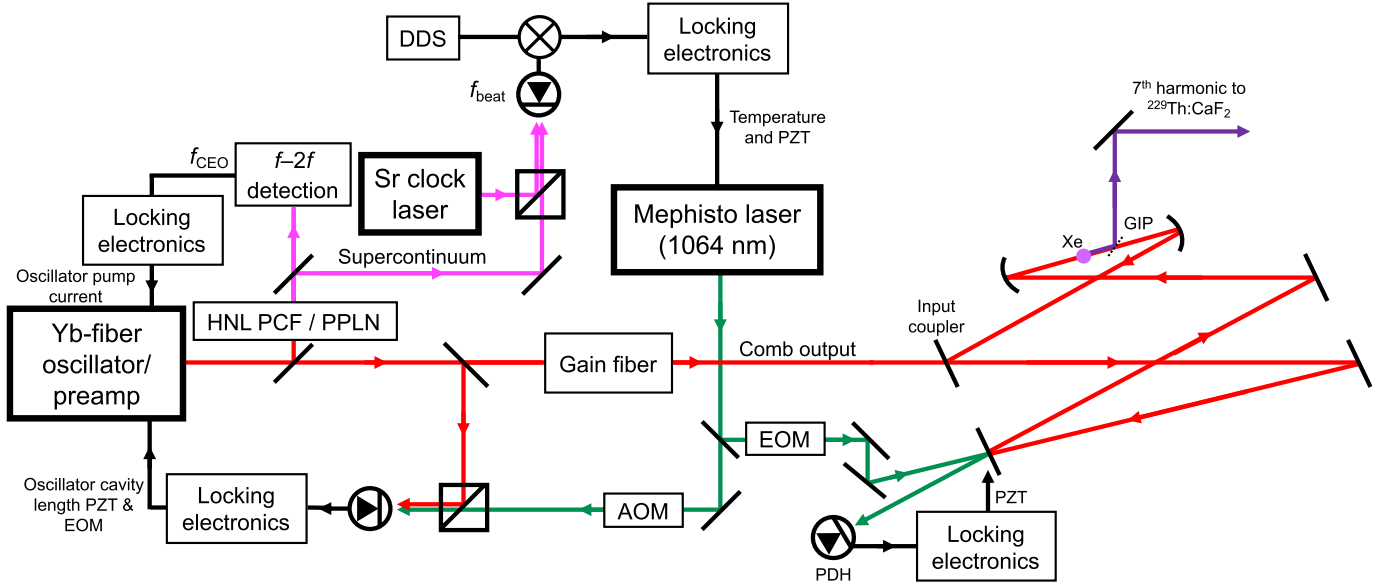 DDS
Locking
electronics
f_beat
Temperature
and PZT
7th harmonic to
229Th:CaF2
f_CEO
f–2f
detection
Sr clock
laser
Mephisto laser
(1064 nm)
Locking
electronics
Supercontinuum
Xe
GIP
Oscillator pump
current
HNL PCF / PPLN
Input
coupler
Yb-fiber
oscillator/
preamp
Gain fiber
Comb output
EOM
Oscillator cavity
length PZT &
EOM
Locking
electronics
AOM
PZT
Locking
electronics
PDH